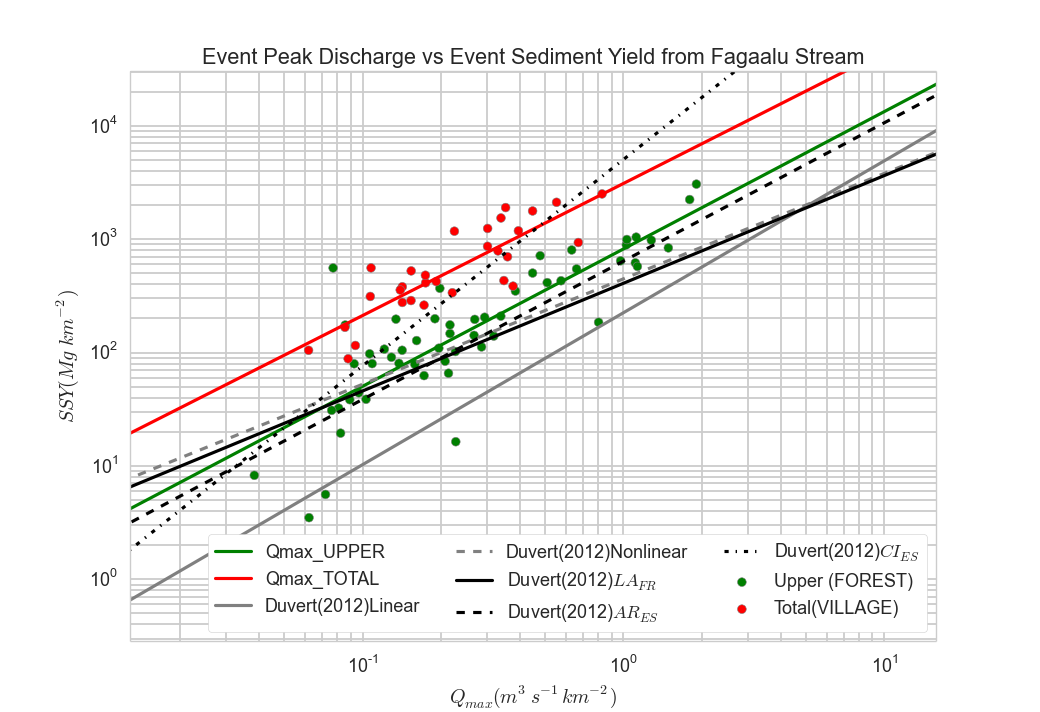 Event Peak Discharge vs Event Sediment Yield from Fagaalu Stream
SSY(Mg km⁻²)
10⁴
10³
10²
10¹
10⁰
Qmax_UPPER
Qmax_TOTAL
Duvert(2012)Linear
Duvert(2012)Nonlinear
Duvert(2012)LA_FR
Duvert(2012)AR_ES
Duvert(2012)CI_ES
Upper (FOREST)
Total(VILLAGE)
10⁻¹ 10⁰ 10¹
Q_max(m³ s⁻¹ km⁻²)